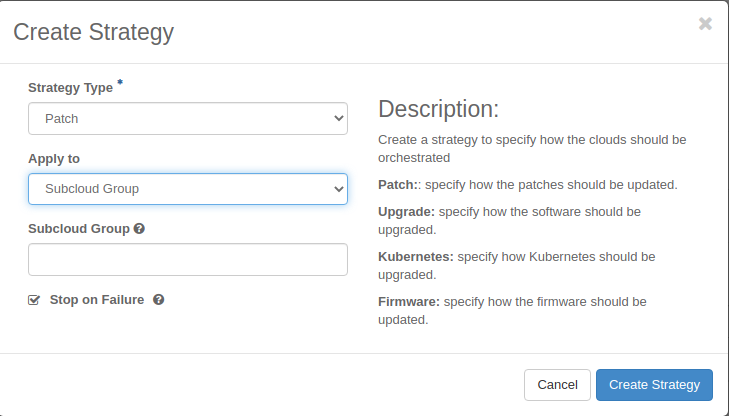 Create Strategy
Strategy Type *
Patch
Apply to
Subcloud Group
Subcloud Group
Stop on Failure
Description:
Create a strategy to specify how the clouds should be
orchestrated
Patch:: specify how the patches should be updated.
Upgrade: specify how the software should be
upgraded.
Kubernetes: specify how Kubernetes should be
upgraded.
Firmware: specify how the firmware should be
updated.
Cancel
Create Strategy